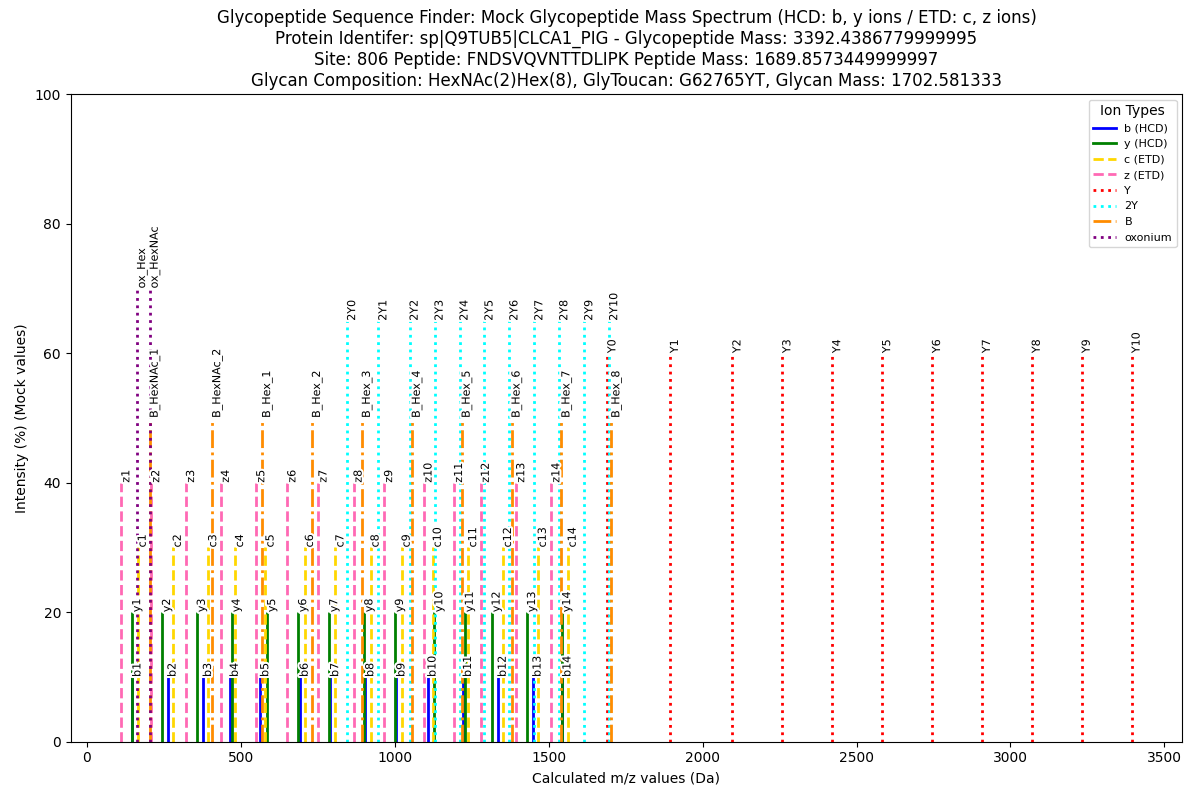 Glycopeptide Sequence Finder: Mock Glycopeptide Mass Spectrum (HCD: b, y ions / ETD: c, z ions)
Protein Identifer: sp|Q9TUB5|CLCA1_PIG - Glycopeptide Mass: 3392.4386779999995
Site: 806 Peptide: FNDSVQVNTTDLIPK Peptide Mass: 1689.8573449999997
Glycan Composition: HexNAc(2)Hex(8), GlyToucan: G62765YT, Glycan Mass: 1702.581333
100
80
60
40
20
0
Intensity (%) (Mock values)
Ion Types
b (HCD)
y (HCD)
c (ETD)
z (ETD)
Y
2Y
B
oxonium
ox_Hex
ox_HexNAc
2Y0
2Y1
2Y2
2Y3
2Y4
2Y5
2Y6
2Y7
2Y8
2Y9
2Y10
Y0
Y1
Y2
Y3
Y4
Y5
Y6
Y7
Y8
Y9
Y10
B_HexNAc_1
B_HexNAc_2
B_Hex_1
B_Hex_2
B_Hex_3
B_Hex_4
B_Hex_5
B_Hex_6
B_Hex_7
B_Hex_8
z1
z2
z3
z4
z5
z6
z7
z8
z9
z10
z11
z12
z13
z14
c1
c2
c3
c4
c5
c6
c7
c8
c9
c10
c11
c12
c13
c14
y1
y2
y3
y4
y5
y6
y7
y8
y9
y10
y11
y12
y13
y14
b1
b2
b3
b4
b5
b6
b7
b8
b9
b10
b11
b12
b13
b14
0
500
1000
1500
2000
2500
3000
3500
Calculated m/z values (Da)